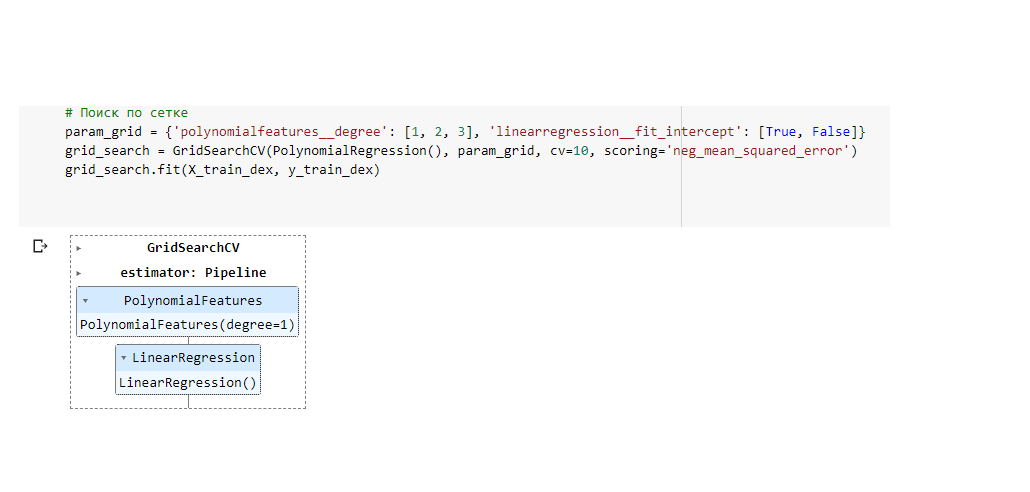 # Поиск по сетке
param_grid = {'polynomialfeatures__degree': [1, 2, 3], 'linearregression__fit_intercept': [True, False]}
grid_search = GridSearchCV(PolynomialRegression(), param_grid, cv=10, scoring='neg_mean_squared_error')
grid_search.fit(X_train_dex, y_train_dex)
GridSearchCV
estimator: Pipeline
PolynomialFeatures
PolynomialFeatures(degree=1)
LinearRegression
LinearRegression()